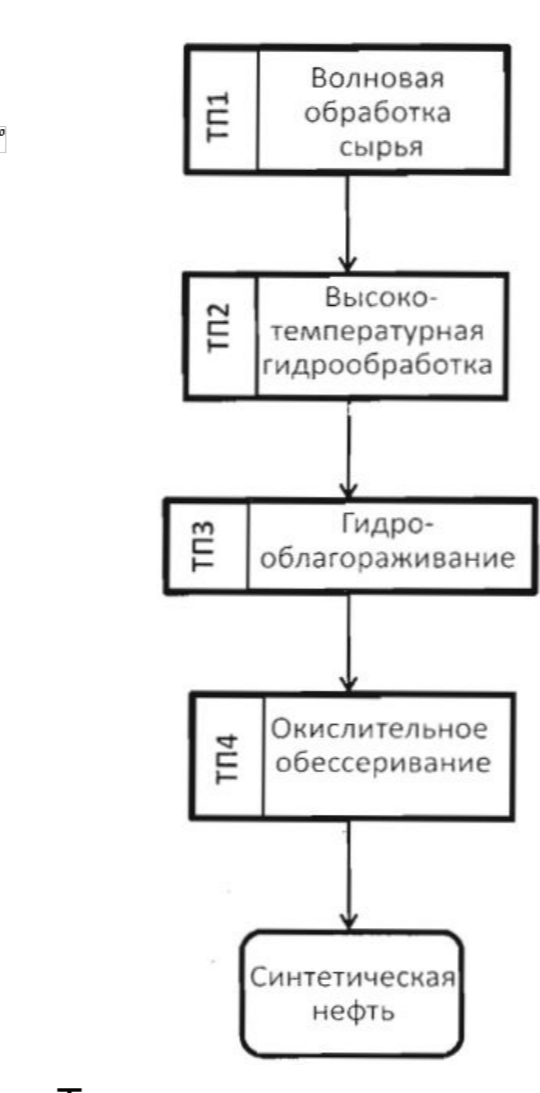 ТП1
Волновая
обработка
сырья
ТП2
Высоко-
температурная
гидрообработка
ТП3
Гидро-
облагораживание
ТП4
Окислительное
обессеривание
Синтетическая
нефть